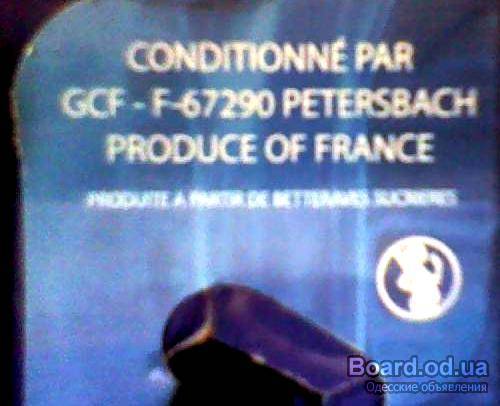 CONDITIONNÉ PAR
GCF - F-67290 PETERSBACH
PRODUCE OF FRANCE
PRODUITE A PARTIR DE BETTERAVES SUCRIERES
Board.od.ua
Одесские объявления